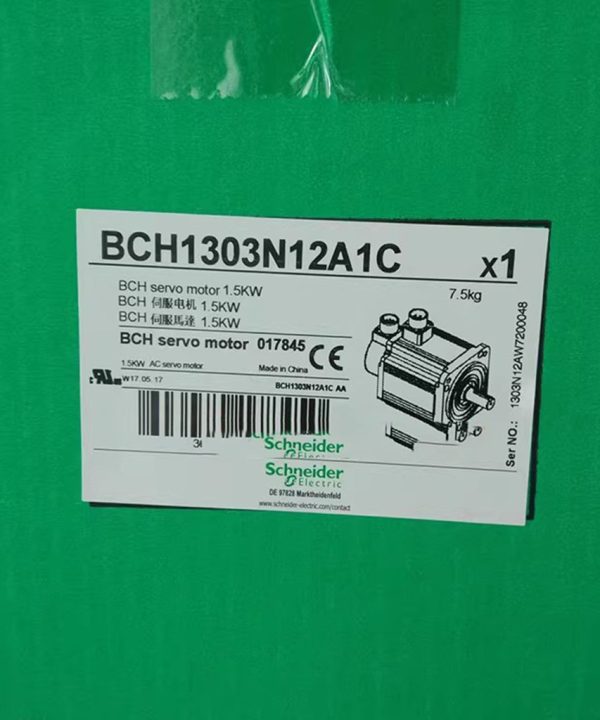 BCH1303N12A1C x1
BCH servo motor 1.5KW 7.5kg
BCH 伺服电机 1.5KW
BCH 伺服馬達 1.5KW
BCH servo motor 017845 CE
1.5KW AC servo motor Made in China
W17 05 17 BCH1303N12A1C AA
Schneider
Electric
Schneider
Electric
DE 97828 Marktheidenfeld
www.schneider-electric.com/contact
Ser NO.: 1303N12AW7200048